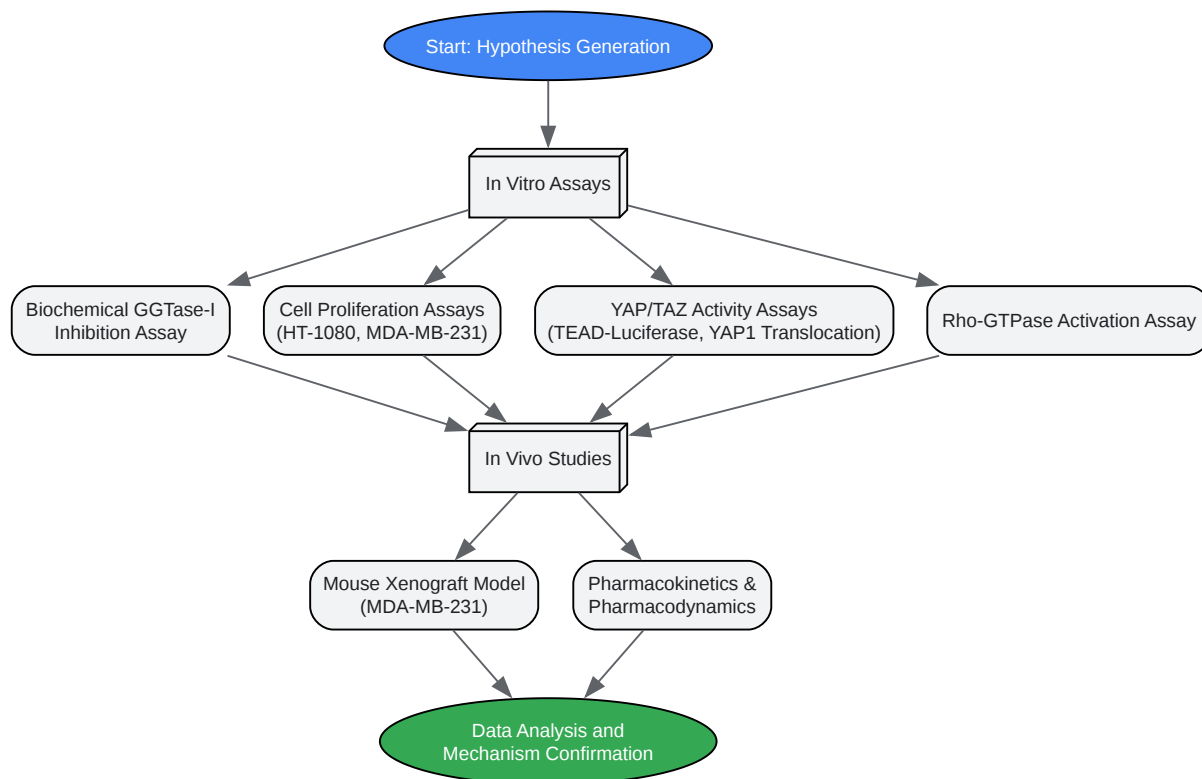 Start: Hypothesis Generation
In Vitro Assays
Biochemical GGTase-I
Inhibition Assay
Cell Proliferation Assays
(HT-1080, MDA-MB-231)
YAP/TAZ Activity Assays
(TEAD-Luciferase, YAP1 Translocation)
Rho-GTPase Activation Assay
In Vivo Studies
Mouse Xenograft Model
(MDA-MB-231)
Pharmacokinetics &
Pharmacodynamics
Data Analysis and
Mechanism Confirmation